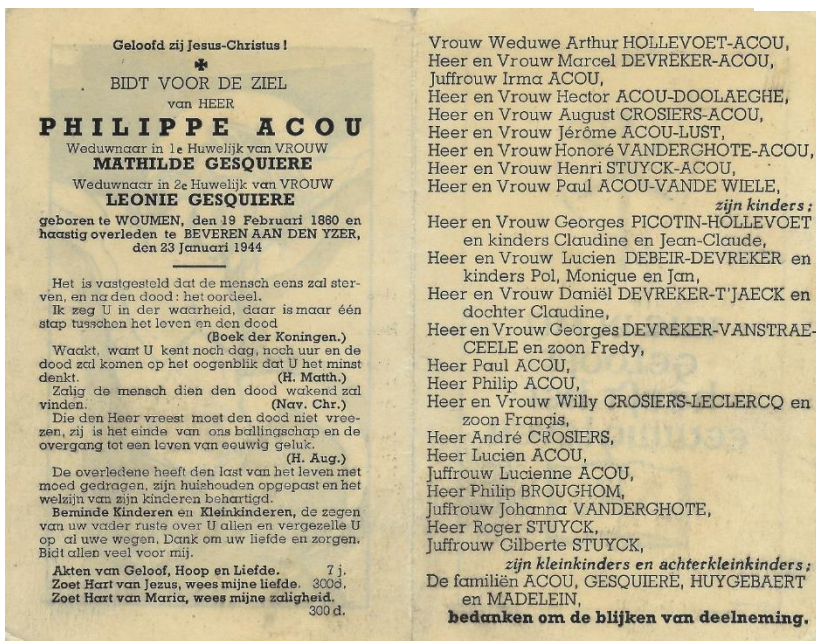 Geloofd zij Jesus-Christus !
BIDT VOOR DE ZIEL
van HEER
PHILIPPE ACOU
Weduwnaar in 1e Huwelijk van VROUW
MATHILDE GESQUIERE
Weduwnaar in 2e Huwelijk van VROUW
LEONIE GESQUIERE
geboren te WOUMEN, den 19 Februari 1860 en
haastig overleden te BEVEREN AAN DEN YZER,
den 23 Januari 1944
Het is vastgesteld dat de mensch eens zal ster-
ven, en na den dood : het oordeel.
Ik zeg U in der waarheid, daar is maar één
stap tusschen het leven en den dood
(Boek der Koningen.)
Waakt, want U kent noch dag, noch uur en de
dood zal komen op het oogenblik dat U het minst
denkt. (H. Matth.)
Zalig de mensch dien den dood wakend zal
vinden. (Nav. Chr.)
Die den Heer vreest moet den dood niet vree-
zen, zij is het einde van ons ballingschap en de
overgang tot een leven van eeuwig geluk.
(H. Aug.)
De overledene heeft den last van het leven met
moed gedragen, zijn huishouden opgepast en het
welzijn van zijn kinderen behartigd.
Beminde Kinderen en Kleinkinderen, de zegen
van uw vader ruste over U allen en vergezelle U
op al uwe wegen. Dank om uw liefde en zorgen.
Bidt allen veel voor mij.
Akten van Geloof, Hoop en Liefde. 7 j.
Zoet Hart van Jezus, wees mijne liefde. 300d.
Zoet Hart van Maria, wees mijne zaligheid.
300 d.
Vrouw Weduwe Arthur HOLLEVOET-ACOU,
Heer en Vrouw Marcel DEVREKER-ACOU,
Juffrouw Irma ACOU,
Heer en Vrouw Hector ACOU-DOOLAEGHE,
Heer en Vrouw August CROSIERS-ACOU,
Heer en Vrouw Jérôme ACOU-LUST,
Heer en Vrouw Honoré VANDERGHOTE-ACOU,
Heer en Vrouw Henri STUYCK-ACOU,
Heer en Vrouw Paul ACOU-VANDE WIELE,
zijn kinders ;
Heer en Vrouw Georges PICOTIN-HOLLEVOET
en kinders Claudine en Jean-Claude,
Heer en Vrouw Lucien DEBEIR-DEVREKER en
kinders Pol, Monique en Jan,
Heer en Vrouw Daniël DEVREKER-T'JAECK en
dochter Claudine,
Heer en Vrouw Georges DEVREKER-VANSTRAE-
CEELE en zoon Fredy,
Heer Paul ACOU,
Heer Philip ACOU,
Heer en Vrouw Willy CROSIERS-LECLERCQ en
zoon Françis,
Heer André CROSIERS,
Heer Lucien ACOU,
Juffrouw Lucienne ACOU,
Heer Philip BROUGHOM,
Juffrouw Johanna VANDERGHOTE,
Heer Roger STUYCK,
Juffrouw Gilberte STUYCK,
zijn kleinkinders en achterkleinkinders ;
De familiën ACOU, GESQUIERE, HUYGEBAERT
en MADELEIN,
bedanken om de blijken van deelneming.